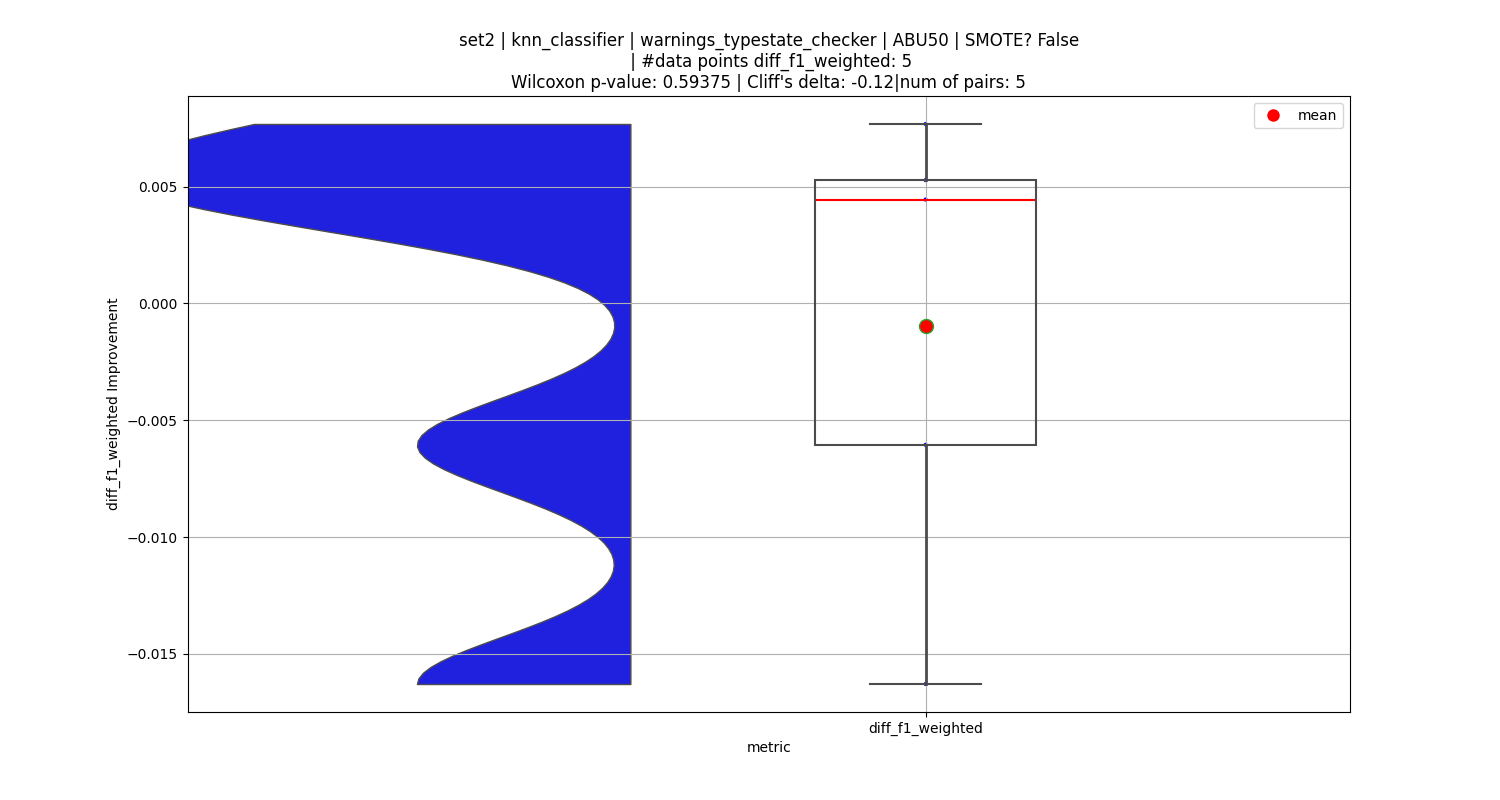 set2 | knn_classifier | warnings_typestate_checker | ABU50 | SMOTE? False
| #data points diff_f1_weighted: 5
Wilcoxon p-value: 0.59375 | Cliff's delta: -0.12|num of pairs: 5
mean
0.005
0.000
−0.005
−0.010
−0.015
diff_f1_weighted Improvement
diff_f1_weighted
metric